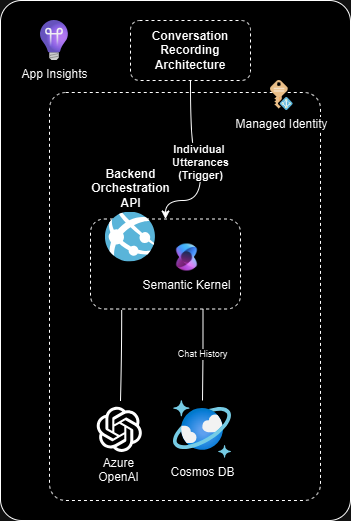 Conversation
Recording
Architecture
App Insights
Managed Identity
Individual
Utterances
(Trigger)
Backend
Orchestration
API
Semantic Kernel
Chat History
Azure
OpenAI
Cosmos DB